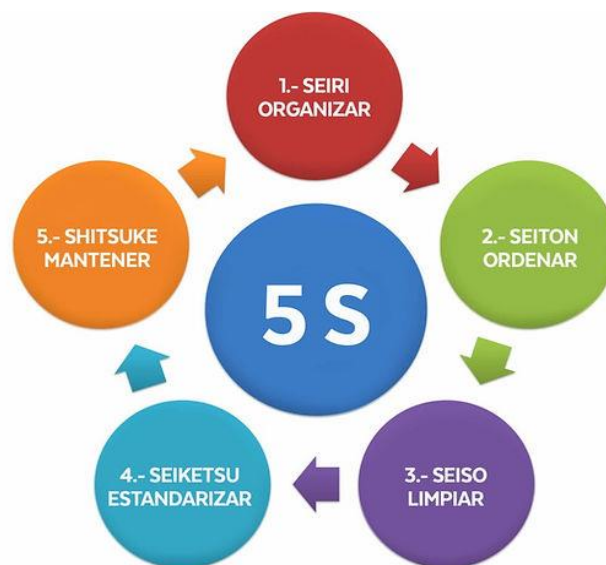 1.- SEIRI
ORGANIZAR
2.- SEITON
ORDENAR
3.- SEISO
LIMPIAR
4.- SEIKETSU
ESTANDARIZAR
5.- SHITSUKE
MANTENER
5 S